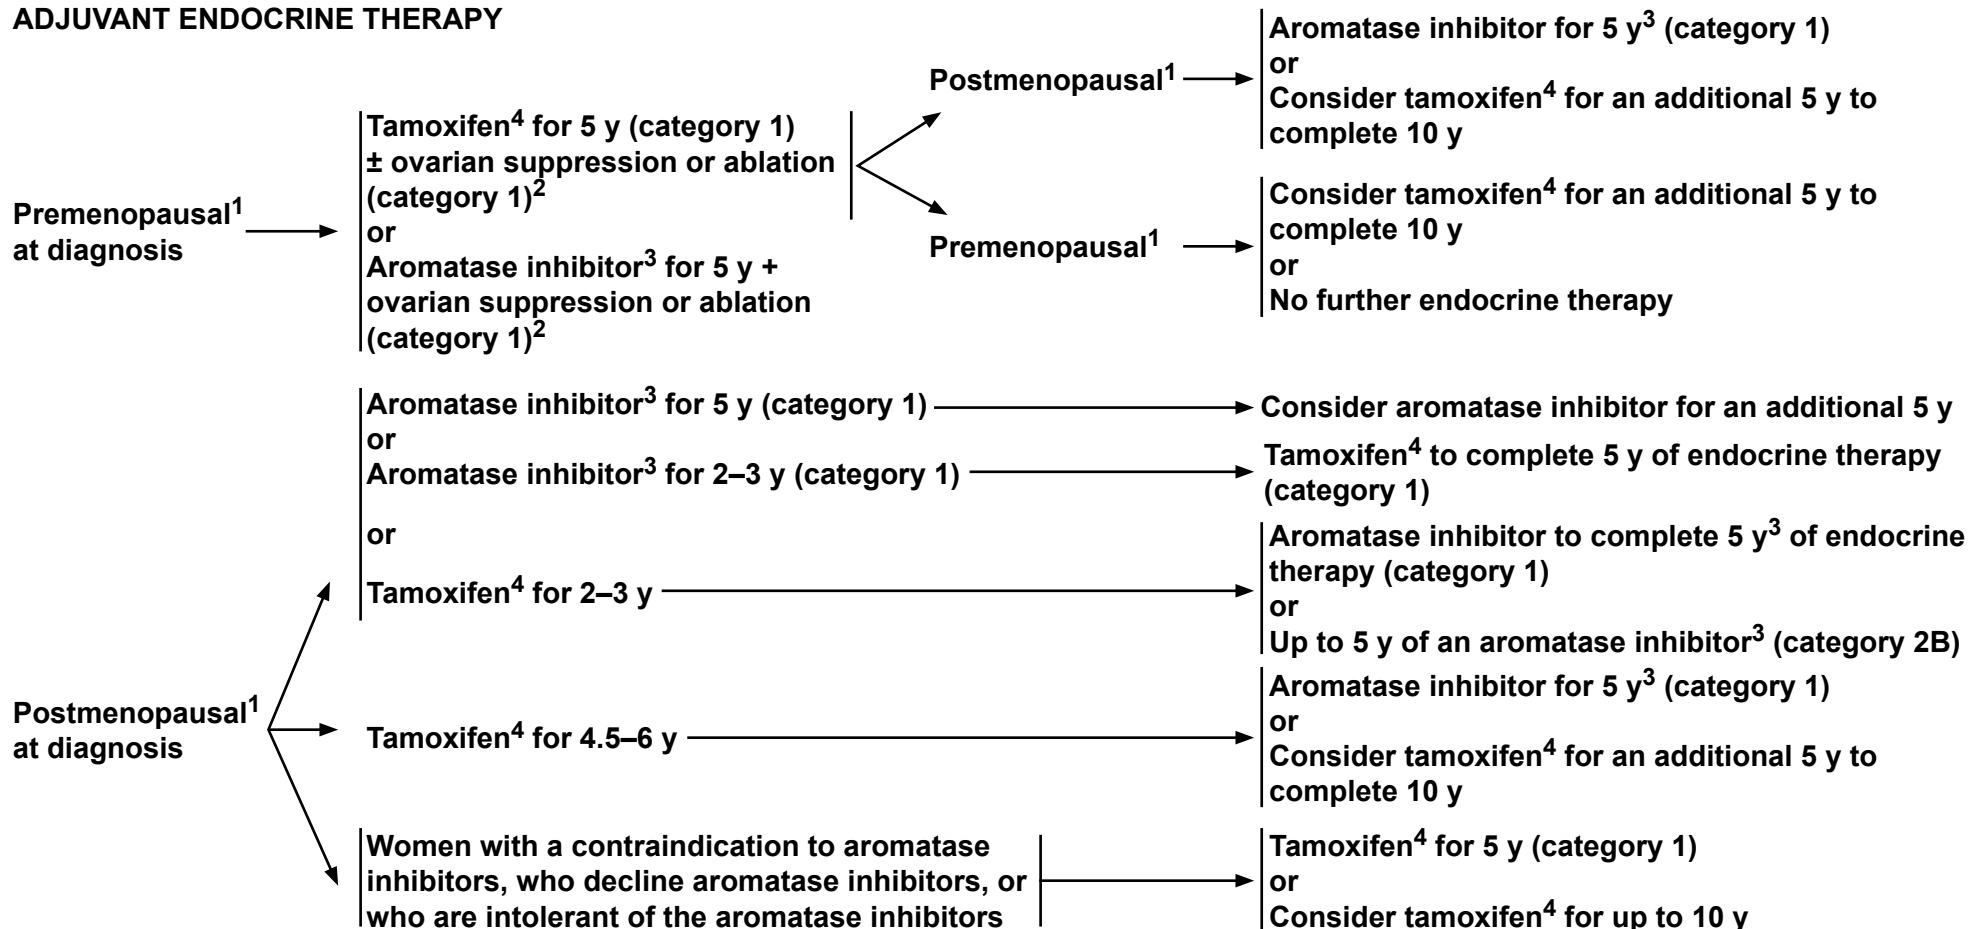 ADJUVANT ENDOCRINE THERAPY
Premenopausal1
at diagnosis
Tamoxifen4 for 5 y (category 1)
± ovarian suppression or ablation
(category 1)2
or
Aromatase inhibitor3 for 5 y +
ovarian suppression or ablation
(category 1)2
Postmenopausal1
Aromatase inhibitor for 5 y3 (category 1)
or
Consider tamoxifen4 for an additional 5 y to
complete 10 y
Premenopausal1
Consider tamoxifen4 for an additional 5 y to
complete 10 y
or
No further endocrine therapy
Postmenopausal1
at diagnosis
Aromatase inhibitor3 for 5 y (category 1)
Consider aromatase inhibitor for an additional 5 y
or
Aromatase inhibitor3 for 2–3 y (category 1)
Tamoxifen4 to complete 5 y of endocrine therapy
(category 1)
or
Tamoxifen4 for 2–3 y
Aromatase inhibitor to complete 5 y3 of endocrine
therapy (category 1)
or
Up to 5 y of an aromatase inhibitor3 (category 2B)
Tamoxifen4 for 4.5–6 y
Aromatase inhibitor for 5 y3 (category 1)
or
Consider tamoxifen4 for an additional 5 y to
complete 10 y
Women with a contraindication to aromatase
inhibitors, who decline aromatase inhibitors, or
who are intolerant of the aromatase inhibitors
Tamoxifen4 for 5 y (category 1)
or
Consider tamoxifen4 for up to 10 y